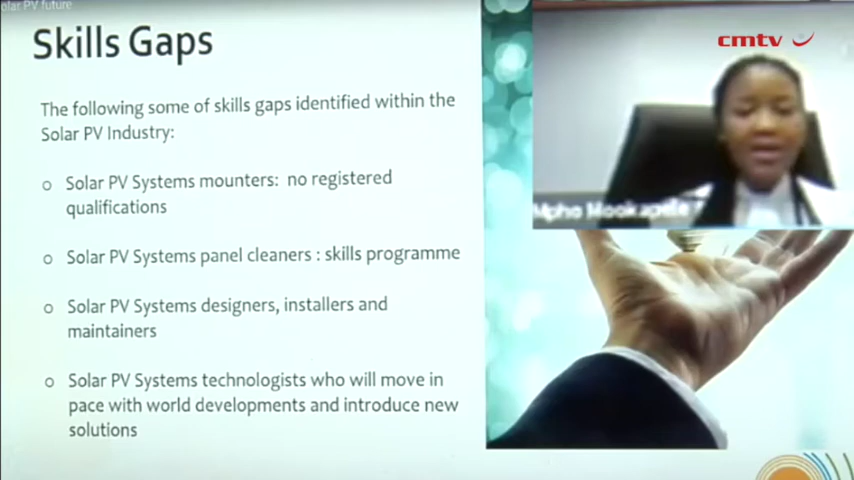 olar PV future
Skills Gaps
cmtv
The following some of skills gaps identified within the
Solar PV Industry:
o Solar PV Systems mounters: no registered
qualifications
Mpho Mookapele
o Solar PV Systems panel cleaners : skills programme
o Solar PV Systems designers, installers and
maintainers
o Solar PV Systems technologists who will move in
pace with world developments and introduce new
solutions